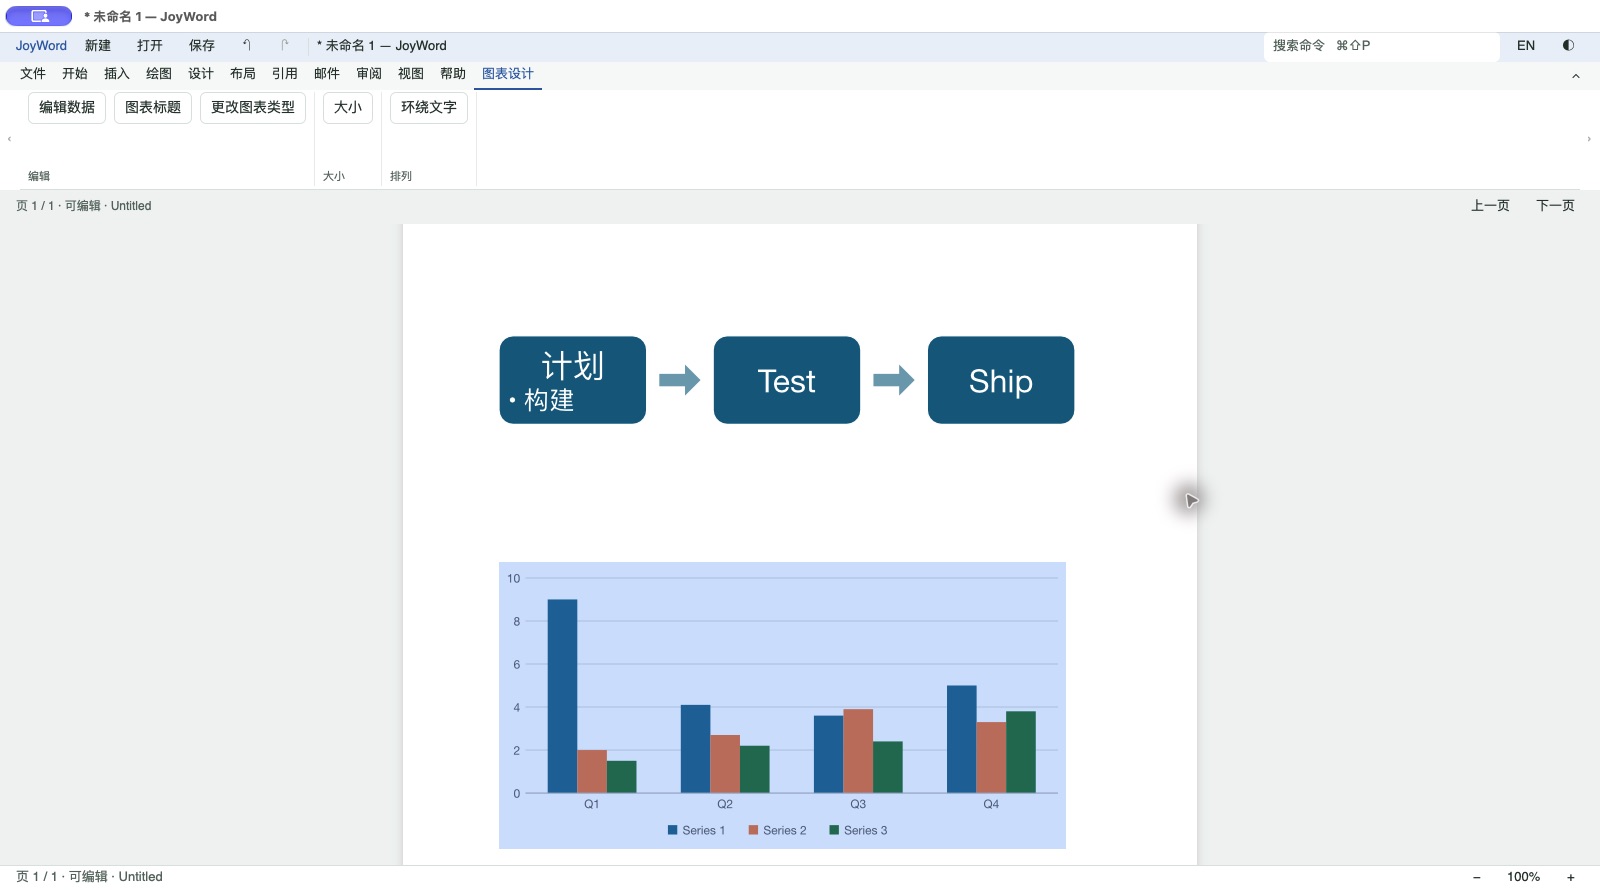 * 未命名 1 — JoyWord
JoyWord 新建 打开 保存 * 未命名 1 — JoyWord 搜索命令 ⌘⇧P EN
文件 开始 插入 绘图 设计 布局 引用 邮件 审阅 视图 帮助 图表设计
编辑数据 图表标题 更改图表类型 大小 环绕文字
编辑 大小 排列
页 1 / 1 · 可编辑 · Untitled 上一页 下一页
计划
• 构建
Test
Ship
10
8
6
4
2
0
Q1 Q2 Q3 Q4
Series 1 Series 2 Series 3
页 1 / 1 · 可编辑 · Untitled − 100% +